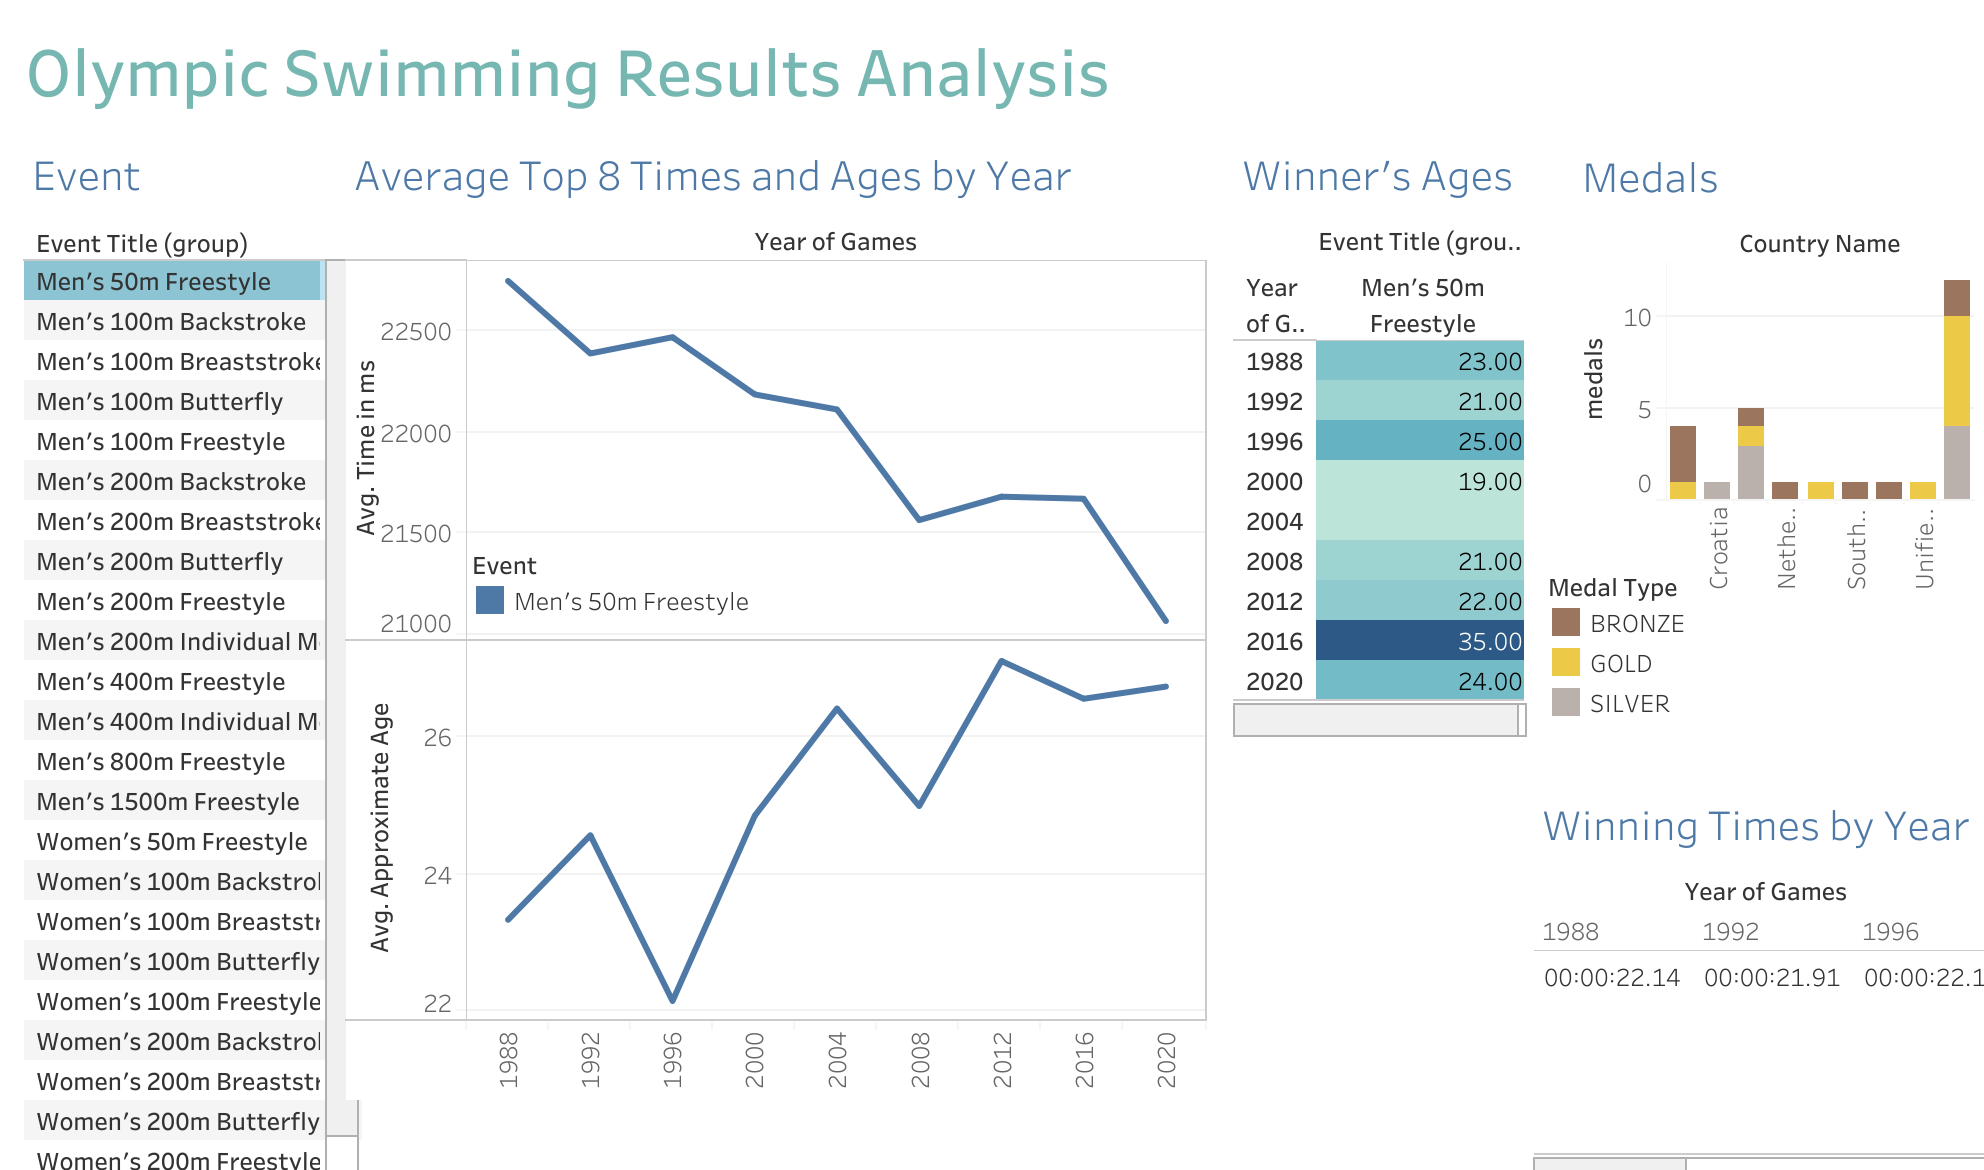 Olympic Swimming Results Analysis
Event
Event Title (group)
Men's 50m Freestyle
Men's 100m Backstroke
Men's 100m Breaststroke
Men's 100m Butterfly
Men's 100m Freestyle
Men's 200m Backstroke
Men's 200m Breaststroke
Men's 200m Butterfly
Men's 200m Freestyle
Men's 200m Individual M
Men's 400m Freestyle
Men's 400m Individual M
Men's 800m Freestyle
Men's 1500m Freestyle
Women's 50m Freestyle
Women's 100m Backstrol
Women's 100m Breaststr
Women's 100m Butterfly
Women's 100m Freestyle
Women's 200m Backstrol
Women's 200m Breaststr
Women's 200m Butterfly
Women's 200m Freestyle
Average Top 8 Times and Ages by Year
Year of Games
Avg. Time in ms
22500
22000
21500
21000
Event
Men's 50m Freestyle
Avg. Approximate Age
26
24
22
1988 1992 1996 2000 2004 2008 2012 2016 2020
Winner's Ages
Event Title (grou..
Year of G..
Men's 50m Freestyle
1988 23.00
1992 21.00
1996 25.00
2000 19.00
2004
2008 21.00
2012 22.00
2016 35.00
2020 24.00
Medals
Country Name
medals
10
5
0
Croatia Nethe.. South.. Unifie..
Medal Type
BRONZE
GOLD
SILVER
Winning Times by Year
Year of Games
1988 1992 1996
00:00:22.14 00:00:21.91 00:00:22.1